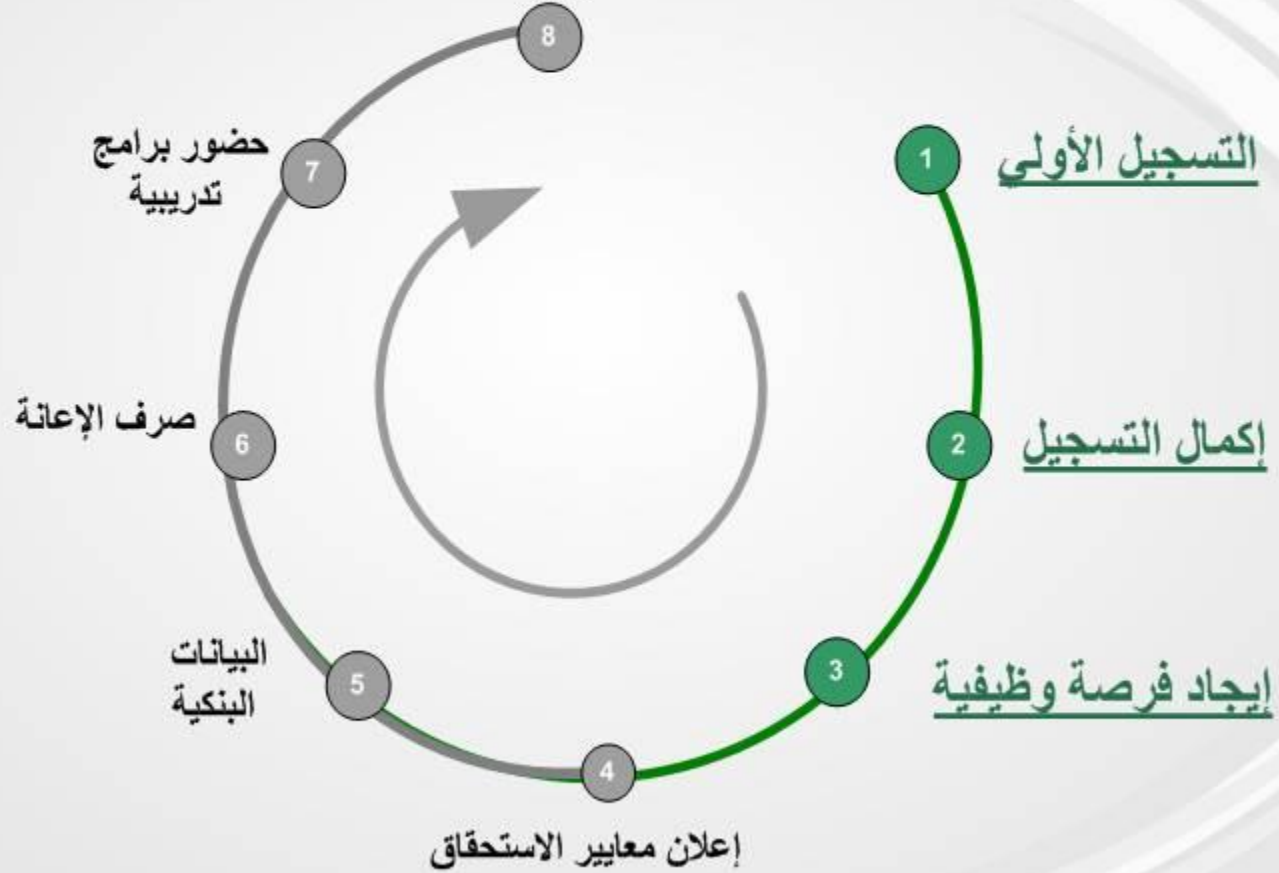 1
التسجيل الأولي
2
إكمال التسجيل
3
إيجاد فرصة وظيفية
4
إعلان معايير الاستحقاق
5
البيانات
البنكية
6
صرف الإعانة
7
حضور برامج
تدريبية
8